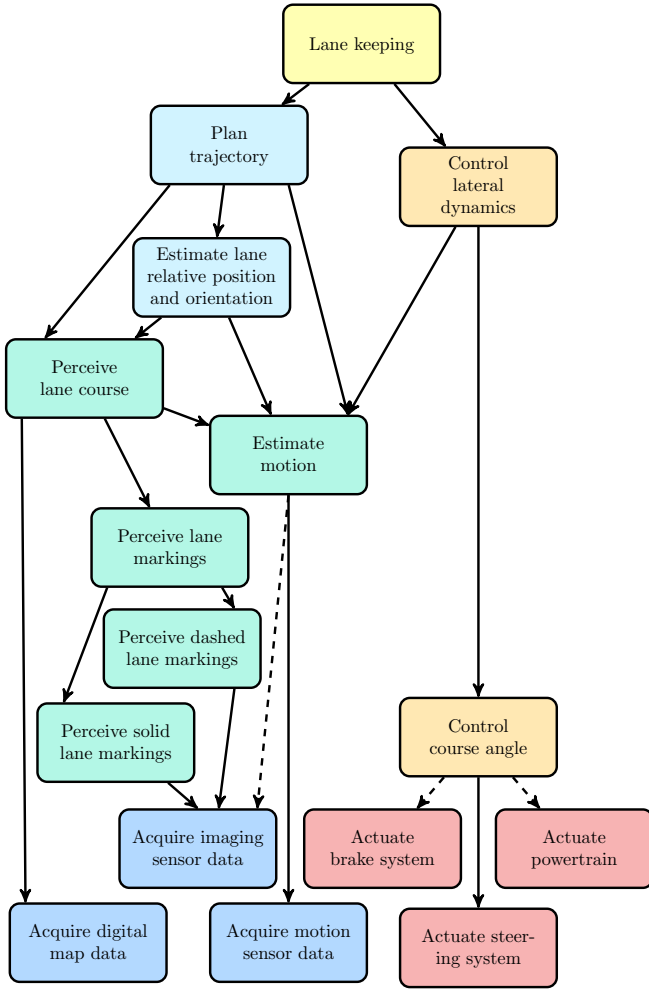 Lane keeping
Plan
trajectory
Control
lateral
dynamics
Estimate lane
relative position
and orientation
Perceive
lane course
Estimate
motion
Perceive lane
markings
Perceive dashed
lane markings
Perceive solid
lane markings
Control
course angle
Acquire imaging
sensor data
Actuate
brake system
Actuate
powertrain
Acquire digital
map data
Acquire motion
sensor data
Actuate steer-
ing system